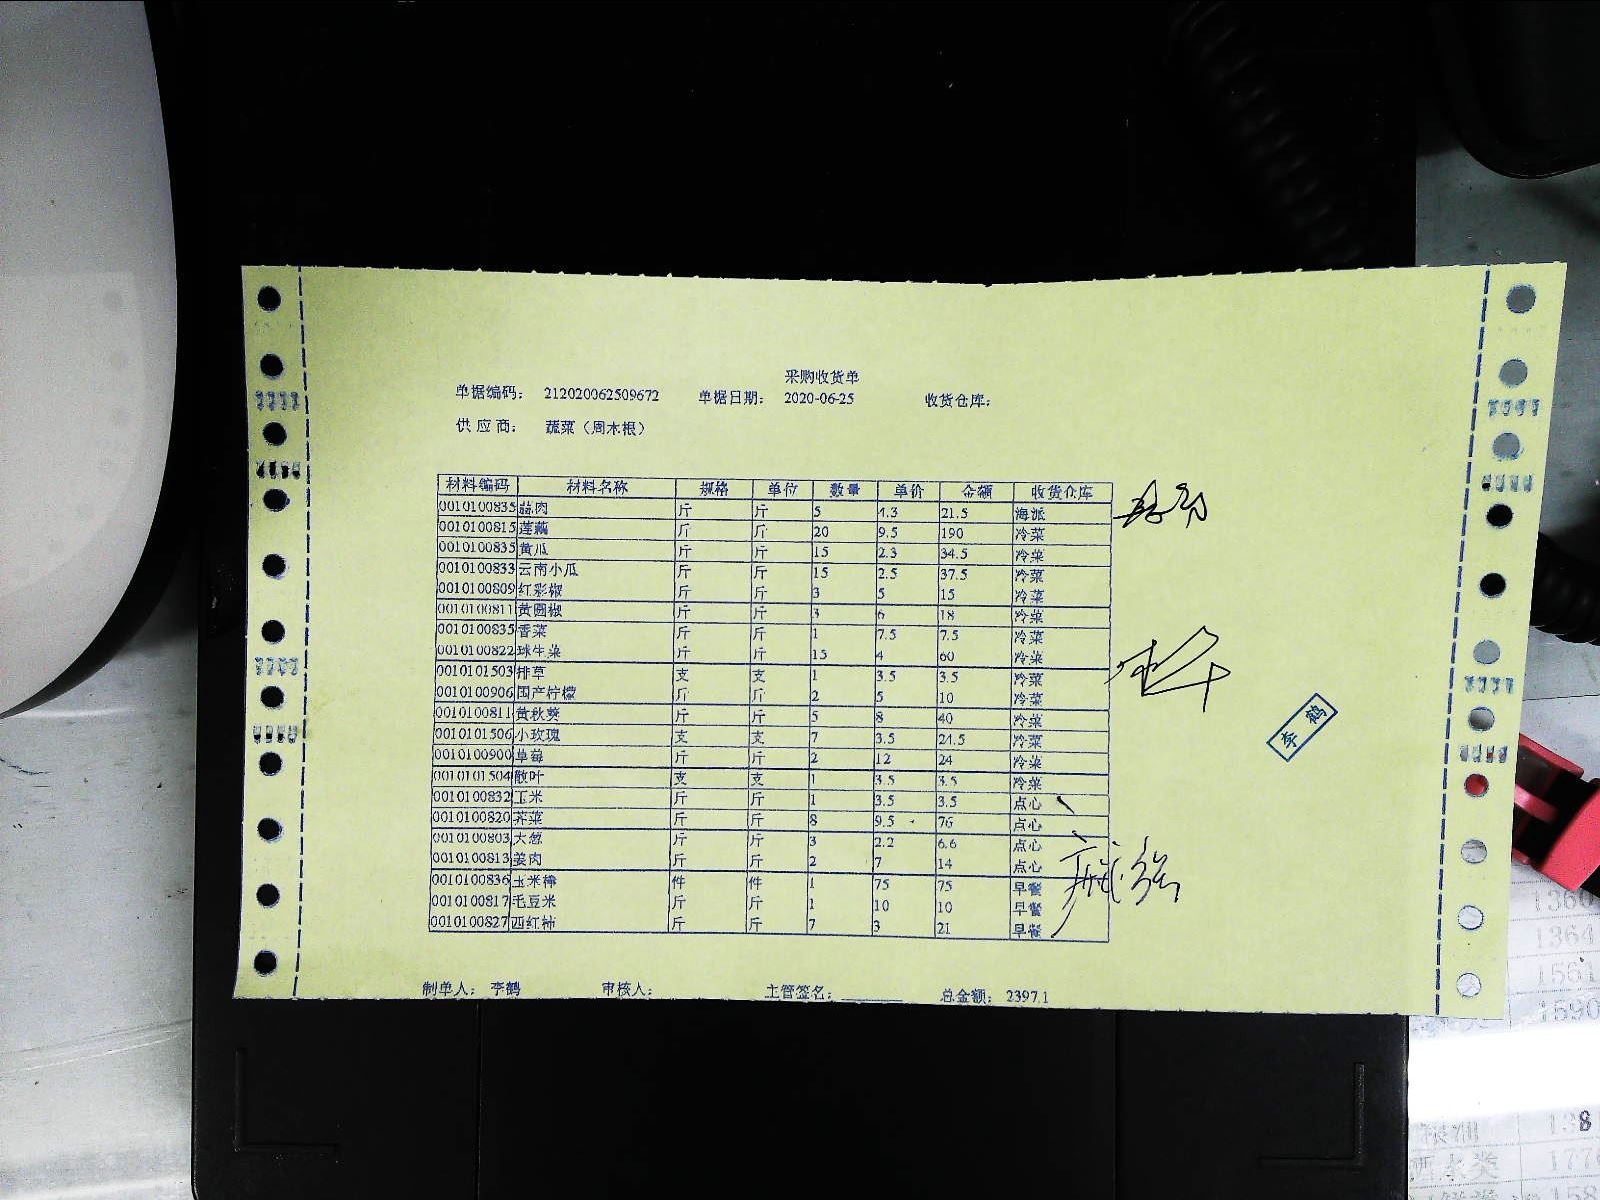 采购收货单
单据编码： 212020062509672 单据日期： 2020-06-25 收货仓库：
供 应 商： 蔬菜（周木根）
材料编码 材料名称 规格 单位 数量 单价 金额 收货仓库
0010100835 蒜肉 斤 斤 5 4.3 21.5 海派
0010100815 莲藕 斤 斤 20 9.5 190 冷菜
0010100835 黄瓜 斤 斤 15 2.3 34.5 冷菜
0010100833 云南小瓜 斤 斤 15 2.5 37.5 冷菜
0010100809 红彩椒 斤 斤 3 5 15 冷菜
0010100811 黄圆椒 斤 斤 3 6 18 冷菜
0010100835 香菜 斤 斤 1 7.5 7.5 冷菜
0010100822 球生菜 斤 斤 15 4 60 冷菜
0010101503 排草 支 支 1 3.5 3.5 冷菜
0010100906 国产柠檬 斤 斤 2 5 10 冷菜
0010100811 黄秋葵 斤 斤 5 8 40 冷菜
0010101506 小玫瑰 支 支 7 3.5 24.5 冷菜
0010100900 草莓 斤 斤 2 12 24 冷菜
0010101504 散叶 支 支 1 3.5 3.5 冷菜
0010100832 玉米 斤 斤 1 3.5 3.5 点心
0010100820 荠菜 斤 斤 8 9.5 76 点心
0010100803 大葱 斤 斤 3 2.2 6.6 点心
0010100813 姜肉 斤 斤 2 7 14 点心
0010100836 玉米棒 件 件 1 75 75 早餐
0010100817 毛豆米 斤 斤 1 10 10 早餐
0010100827 西红柿 斤 斤 7 3 21 早餐
李鹤
制单人： 李鹤 审核人： 主管签名： 总金额： 2397.1
1364
1561
1590